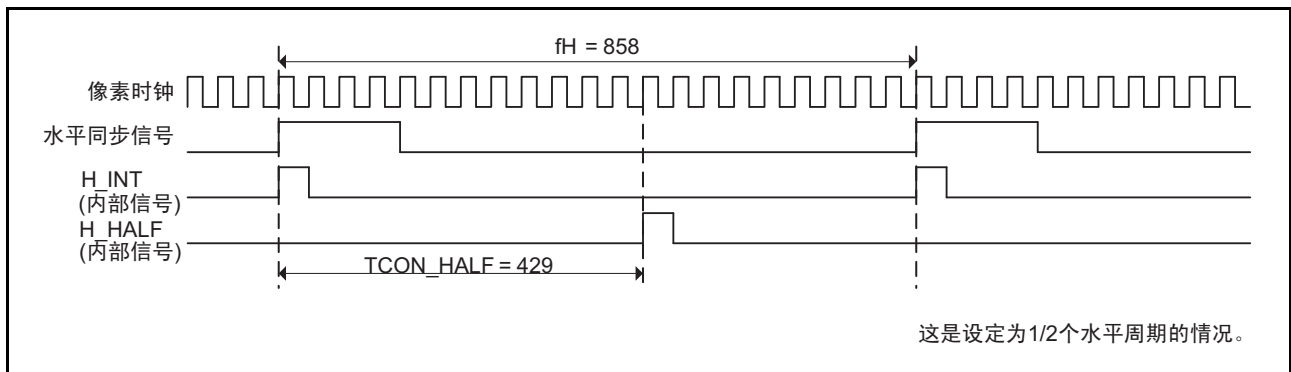 fH = 858
像素时钟
水平同步信号
H_INT
(内部信号)
H_HALF
(内部信号)
TCON_HALF = 429
这是设定为1/2个水平周期的情况。